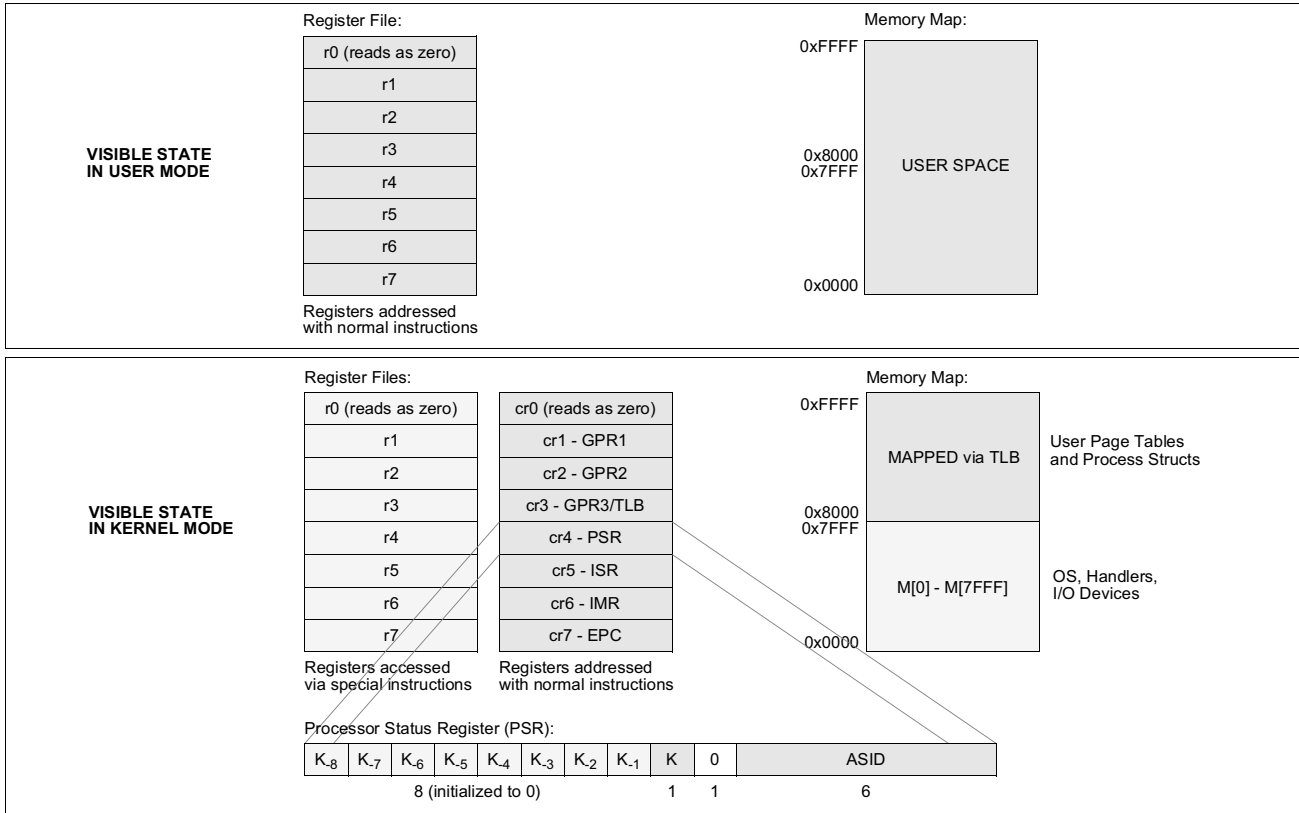 Register File:
r0 (reads as zero)
r1
r2
r3
r4
r5
r6
r7
Registers addressed
with normal instructions
VISIBLE STATE
IN USER MODE
Memory Map:
0xFFFF
0x8000
0x7FFF
0x0000
USER SPACE
Register Files:
r0 (reads as zero)
r1
r2
r3
r4
r5
r6
r7
Registers accessed
via special instructions
cr0 (reads as zero)
cr1 - GPR1
cr2 - GPR2
cr3 - GPR3/TLB
cr4 - PSR
cr5 - ISR
cr6 - IMR
cr7 - EPC
Registers addressed
with normal instructions
VISIBLE STATE
IN KERNEL MODE
Memory Map:
0xFFFF
0x8000
0x7FFF
0x0000
MAPPED via TLB
M[0] - M[7FFF]
User Page Tables
and Process Structs
OS, Handlers,
I/O Devices
Processor Status Register (PSR):
K-8 K-7 K-6 K-5 K-4 K-3 K-2 K-1 K 0 ASID
8 (initialized to 0) 1 1 6